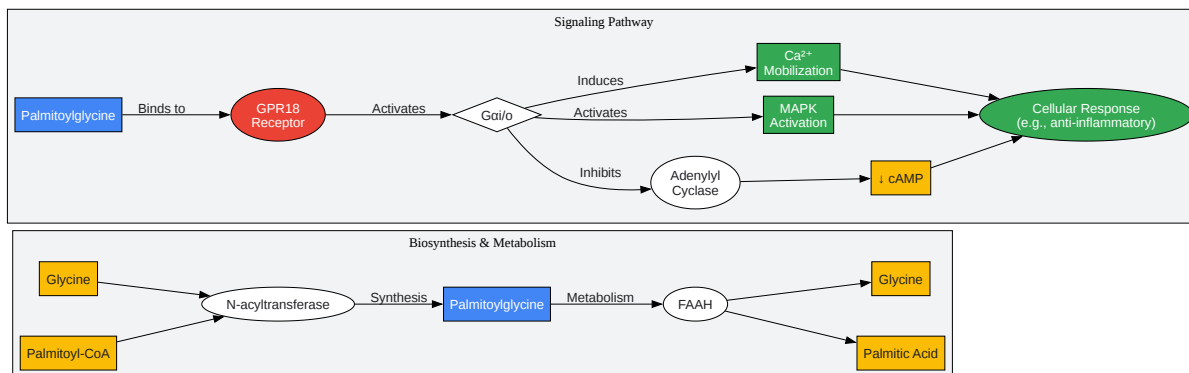 Signaling Pathway
Palmitoylglycine
Binds to
GPR18
Receptor
Activates
Gαi/o
Induces
Activates
Inhibits
Ca²⁺
Mobilization
MAPK
Activation
Adenylyl
Cyclase
↓ cAMP
Cellular Response
(e.g., anti-inflammatory)
Biosynthesis & Metabolism
Glycine
Palmitoyl-CoA
N-acyltransferase
Synthesis
Palmitoylglycine
Metabolism
FAAH
Glycine
Palmitic Acid